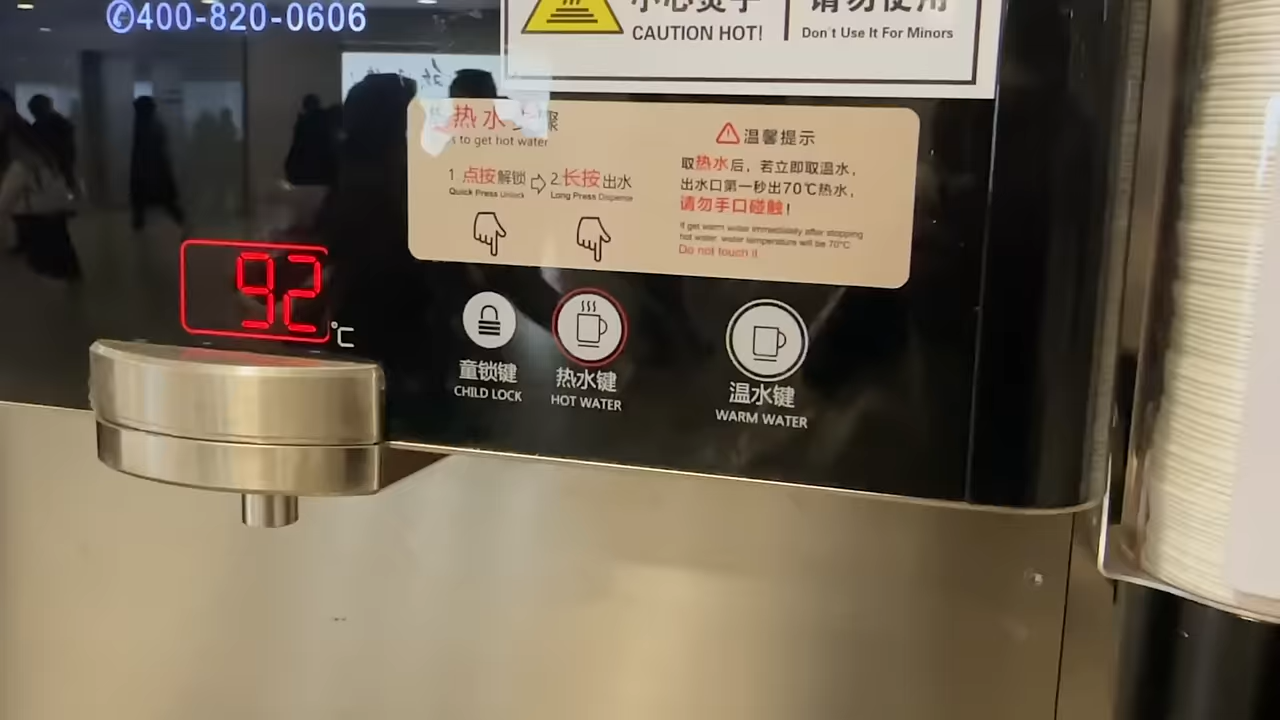 400-820-0606
小心烫手
CAUTION HOT!
请勿使用
Don't Use It For Minors
热水
to get hot water
1.点按解锁
Quick Press Unlock
2.长按出水
Long Press Dispense
温馨提示
取热水后，若立即取温水，
出水口第一秒出70℃热水，
请勿手口碰触！
If get warm water immediately after stopping
hot water, water temperature will be 70°C
Do not touch it
92
℃
童锁键
CHILD LOCK
热水键
HOT WATER
温水键
WARM WATER